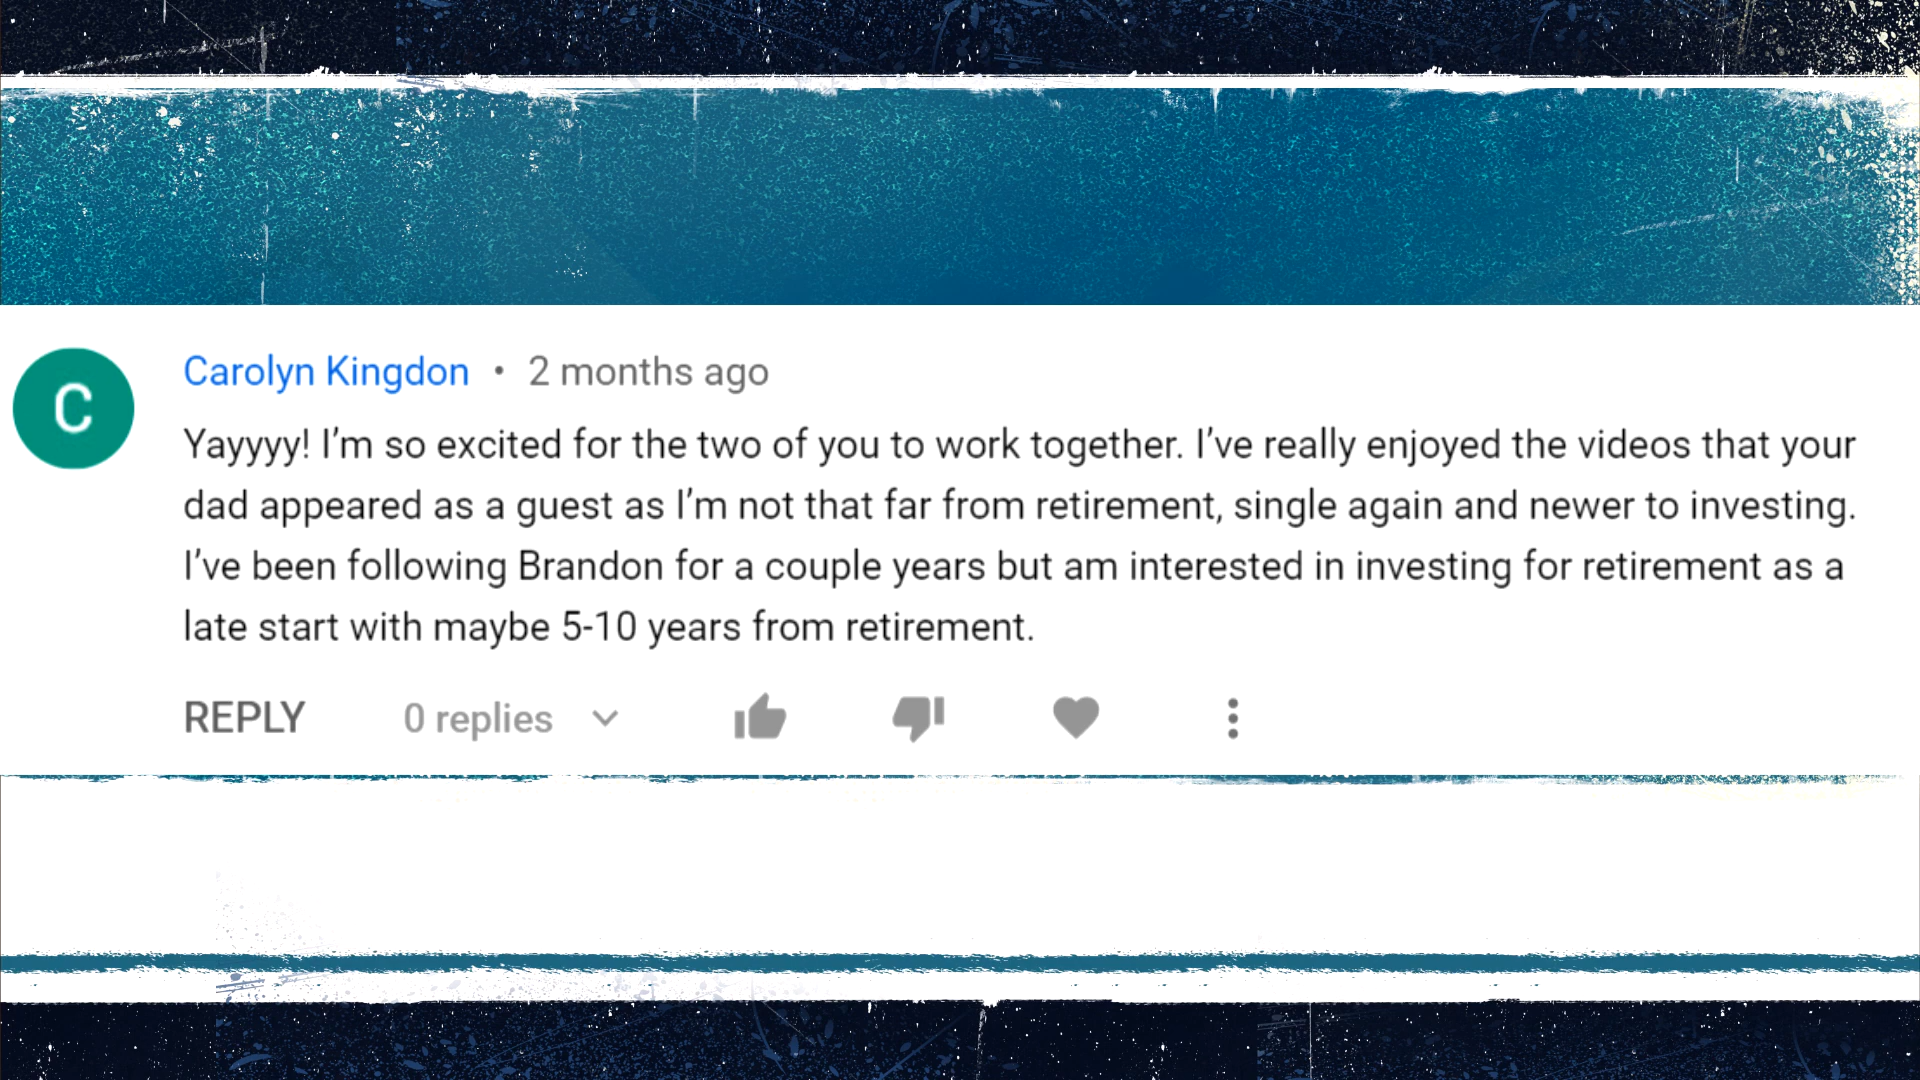 C
Carolyn Kingdon • 2 months ago
Yayyyy! I’m so excited for the two of you to work together. I’ve really enjoyed the videos that your
dad appeared as a guest as I’m not that far from retirement, single again and newer to investing.
I’ve been following Brandon for a couple years but am interested in investing for retirement as a
late start with maybe 5-10 years from retirement.
REPLY 0 replies